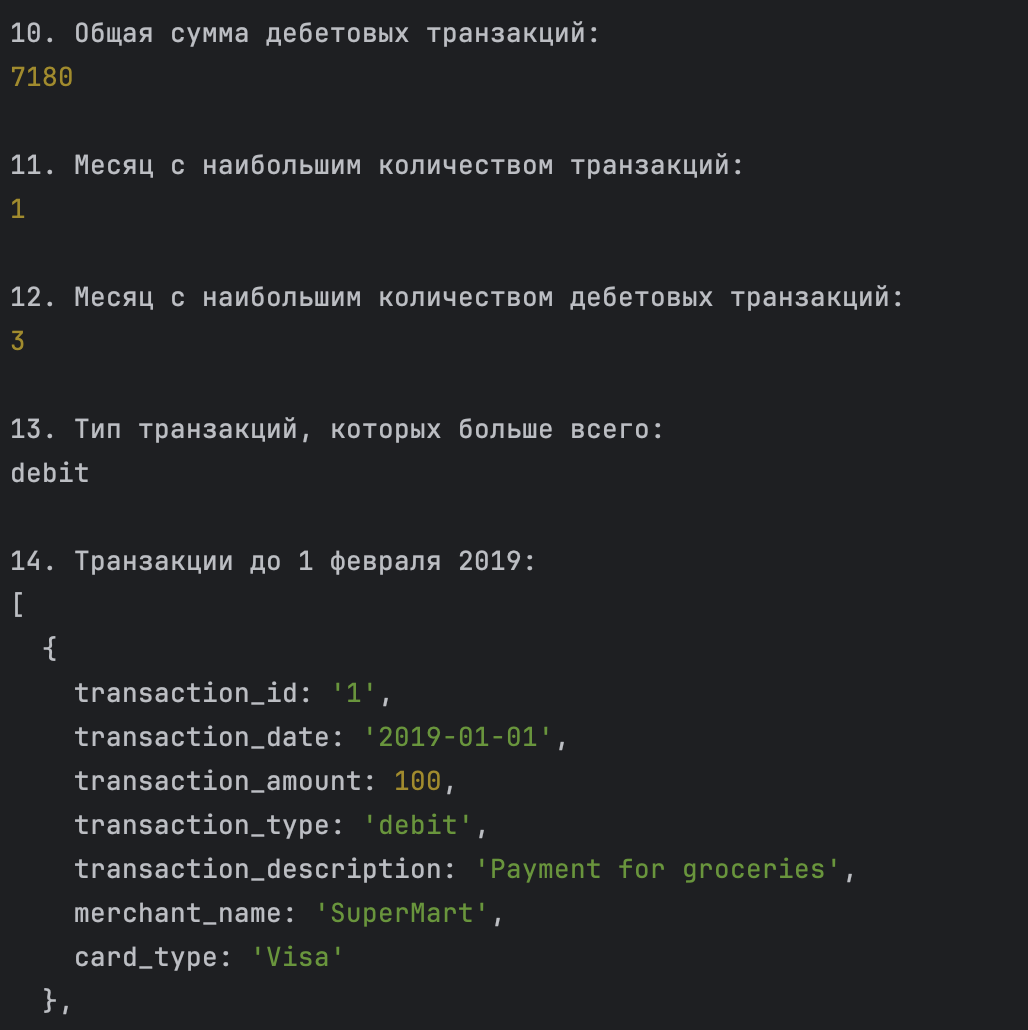 10. Общая сумма дебетовых транзакций:
7180
11. Месяц с наибольшим количеством транзакций:
1
12. Месяц с наибольшим количеством дебетовых транзакций:
3
13. Тип транзакций, которых больше всего:
debit
14. Транзакции до 1 февраля 2019:
[
  {
    transaction_id: '1',
    transaction_date: '2019-01-01',
    transaction_amount: 100,
    transaction_type: 'debit',
    transaction_description: 'Payment for groceries',
    merchant_name: 'SuperMart',
    card_type: 'Visa'
  },